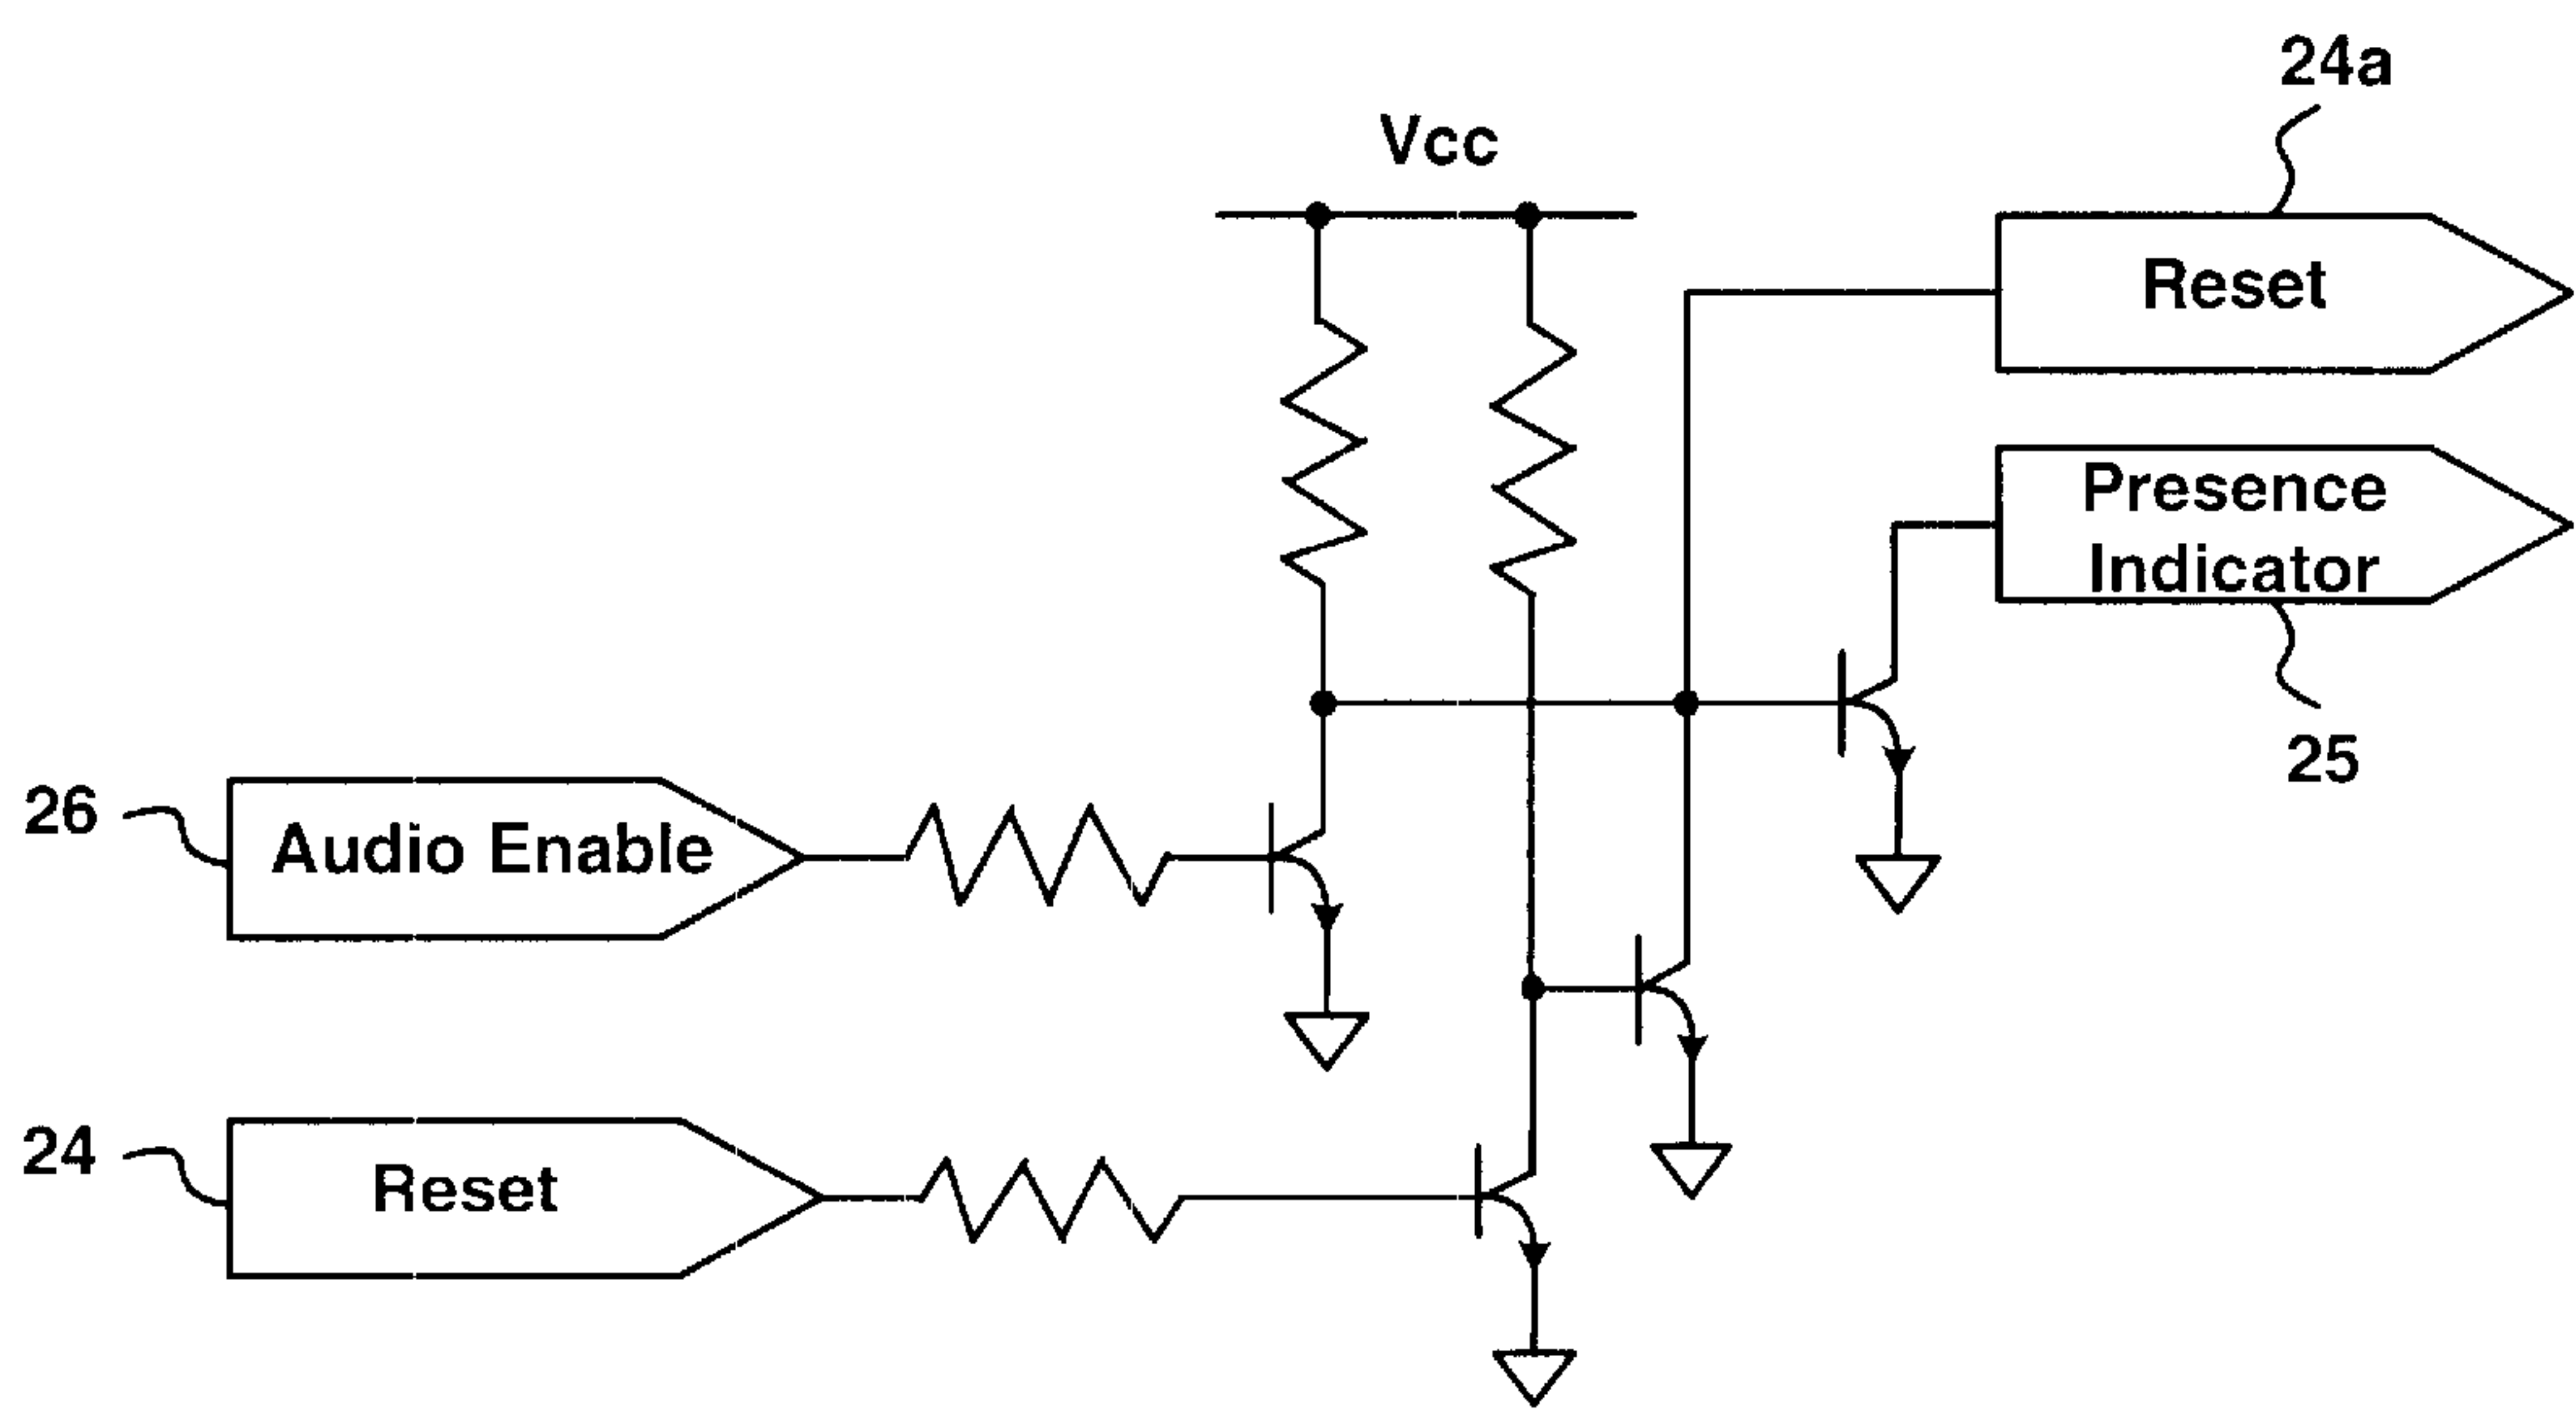 24a
Vcc
Reset
Presence
Indicator
25
26
Audio Enable
24
Reset